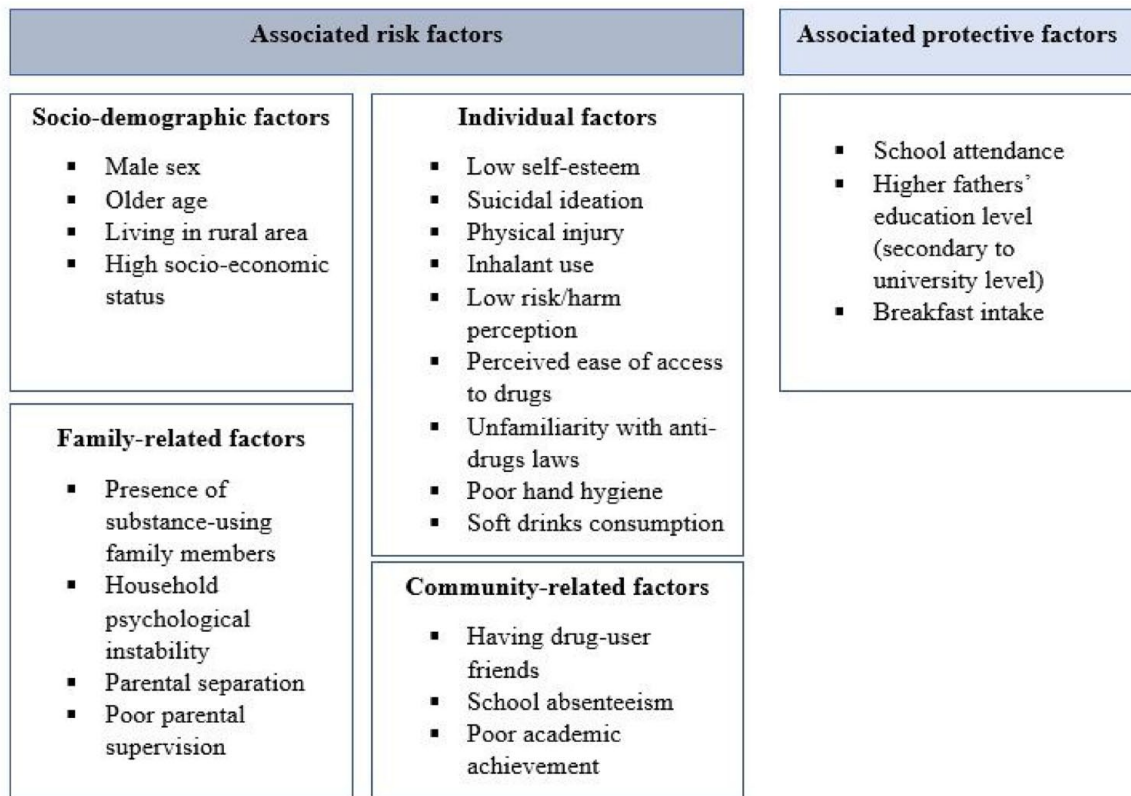 Associated risk factors
Associated protective factors
Socio-demographic factors
▪ Male sex
▪ Older age
▪ Living in rural area
▪ High socio-economic
status
Family-related factors
▪ Presence of
substance-using
family members
▪ Household
psychological
instability
▪ Parental separation
▪ Poor parental
supervision
Individual factors
▪ Low self-esteem
▪ Suicidal ideation
▪ Physical injury
▪ Inhalant use
▪ Low risk/harm
perception
▪ Perceived ease of access
to drugs
▪ Unfamiliarity with anti-
drugs laws
▪ Poor hand hygiene
▪ Soft drinks consumption
Community-related factors
▪ Having drug-user
friends
▪ School absenteeism
▪ Poor academic
achievement
▪ School attendance
▪ Higher fathers’
education level
(secondary to
university level)
▪ Breakfast intake